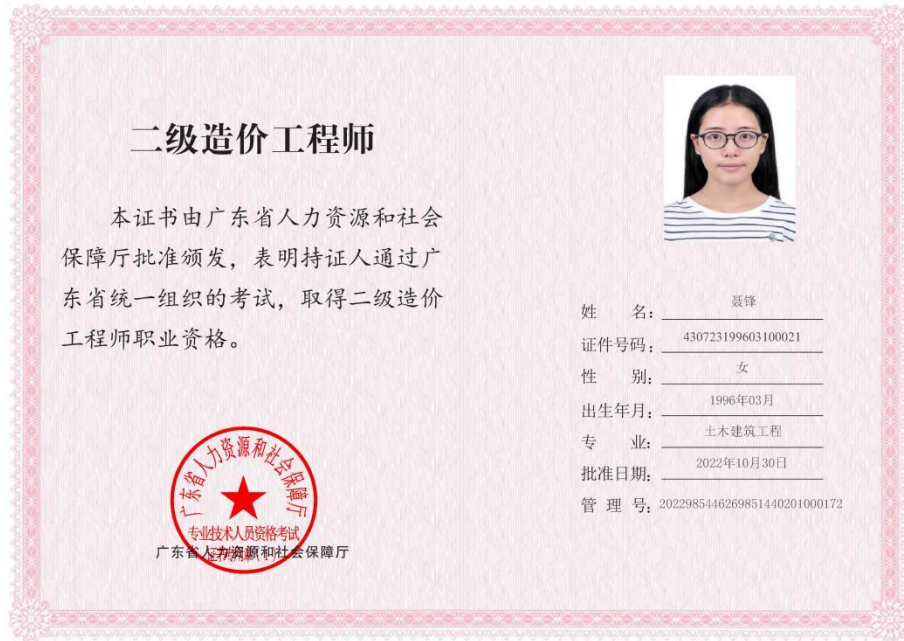 二级造价工程师
本证书由广东省人力资源和社会
保障厅批准颁发，表明持证人通过广
东省统一组织的考试，取得二级造价
工程师职业资格。
广东省人力资源和社会保障厅
专业技术人员资格考试
广东省人力资源和社会保障厅
姓 名：聂锋
证件号码：430723199603100021
性 别：女
出生年月：1996年03月
专 业：土木建筑工程
批准日期：2022年10月30日
管 理 号：2022985446269851440201000172